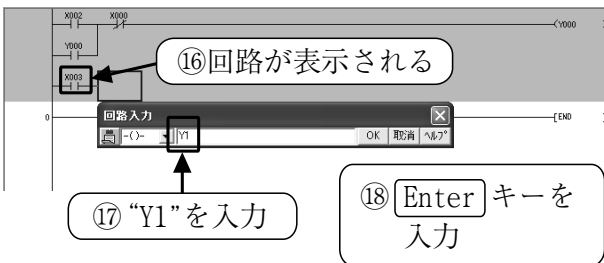 X002 X000
Y000
Y000
X003
⑯回路が表示される
回路入力
0
END
-( )- Y1 OK 取消 ヘルプ
⑰“Y1”を入力
⑱Enterキーを
入力